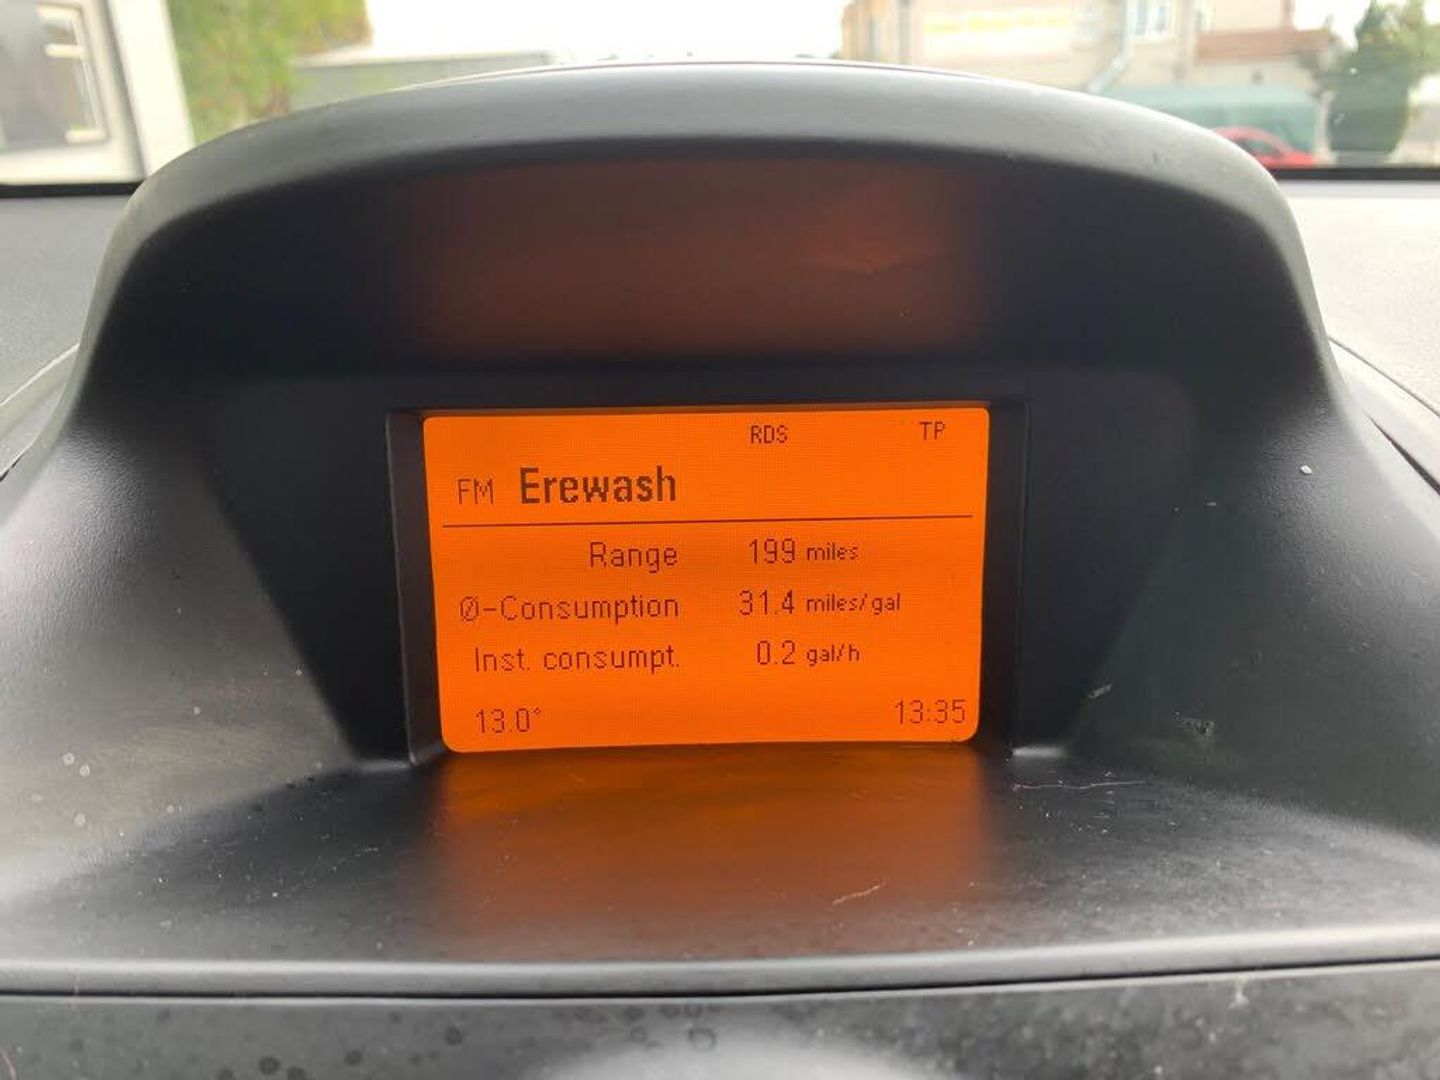 RDS TP
FM Erewash
Range 199 miles
Ø-Consumption 31.4 miles/gal
Inst. consumpt. 0.2 gal/h
13.0° 13:35